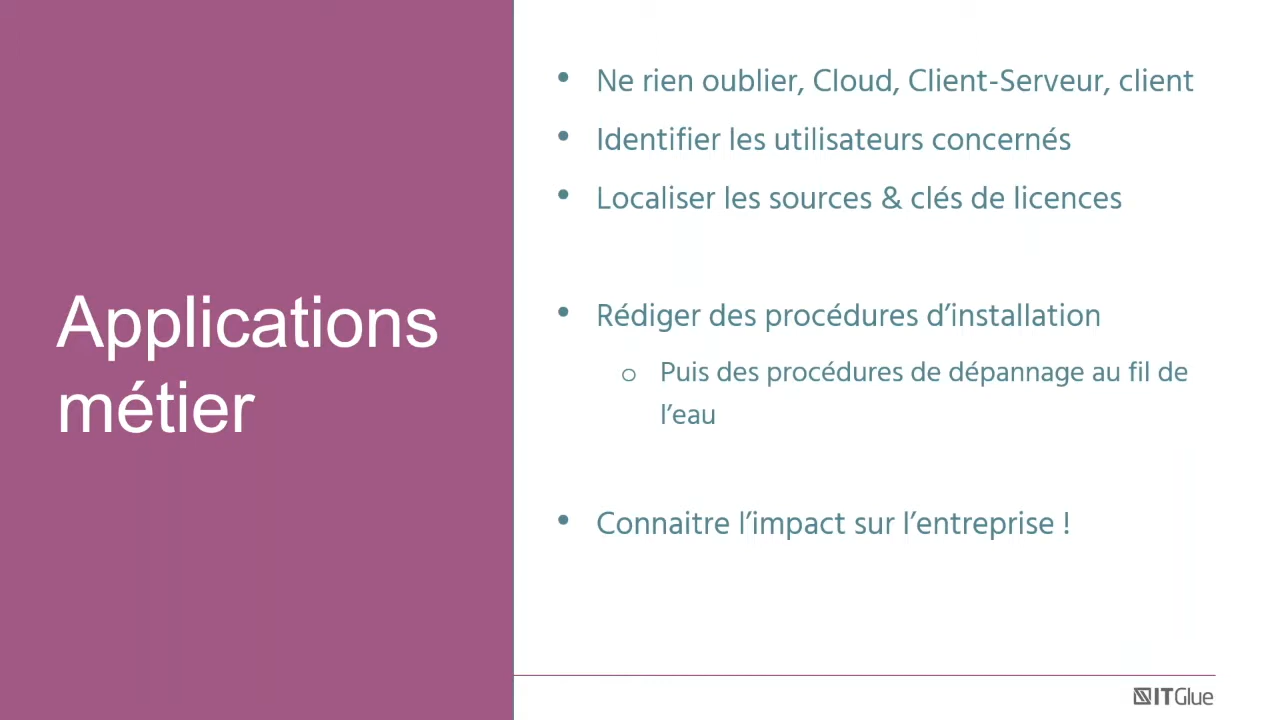 Applications
métier
• Ne rien oublier, Cloud, Client-Serveur, client
• Identifier les utilisateurs concernés
• Localiser les sources & clés de licences
• Rédiger des procédures d’installation
o Puis des procédures de dépannage au fil de
l’eau
• Connaitre l’impact sur l’entreprise !
ITGlue